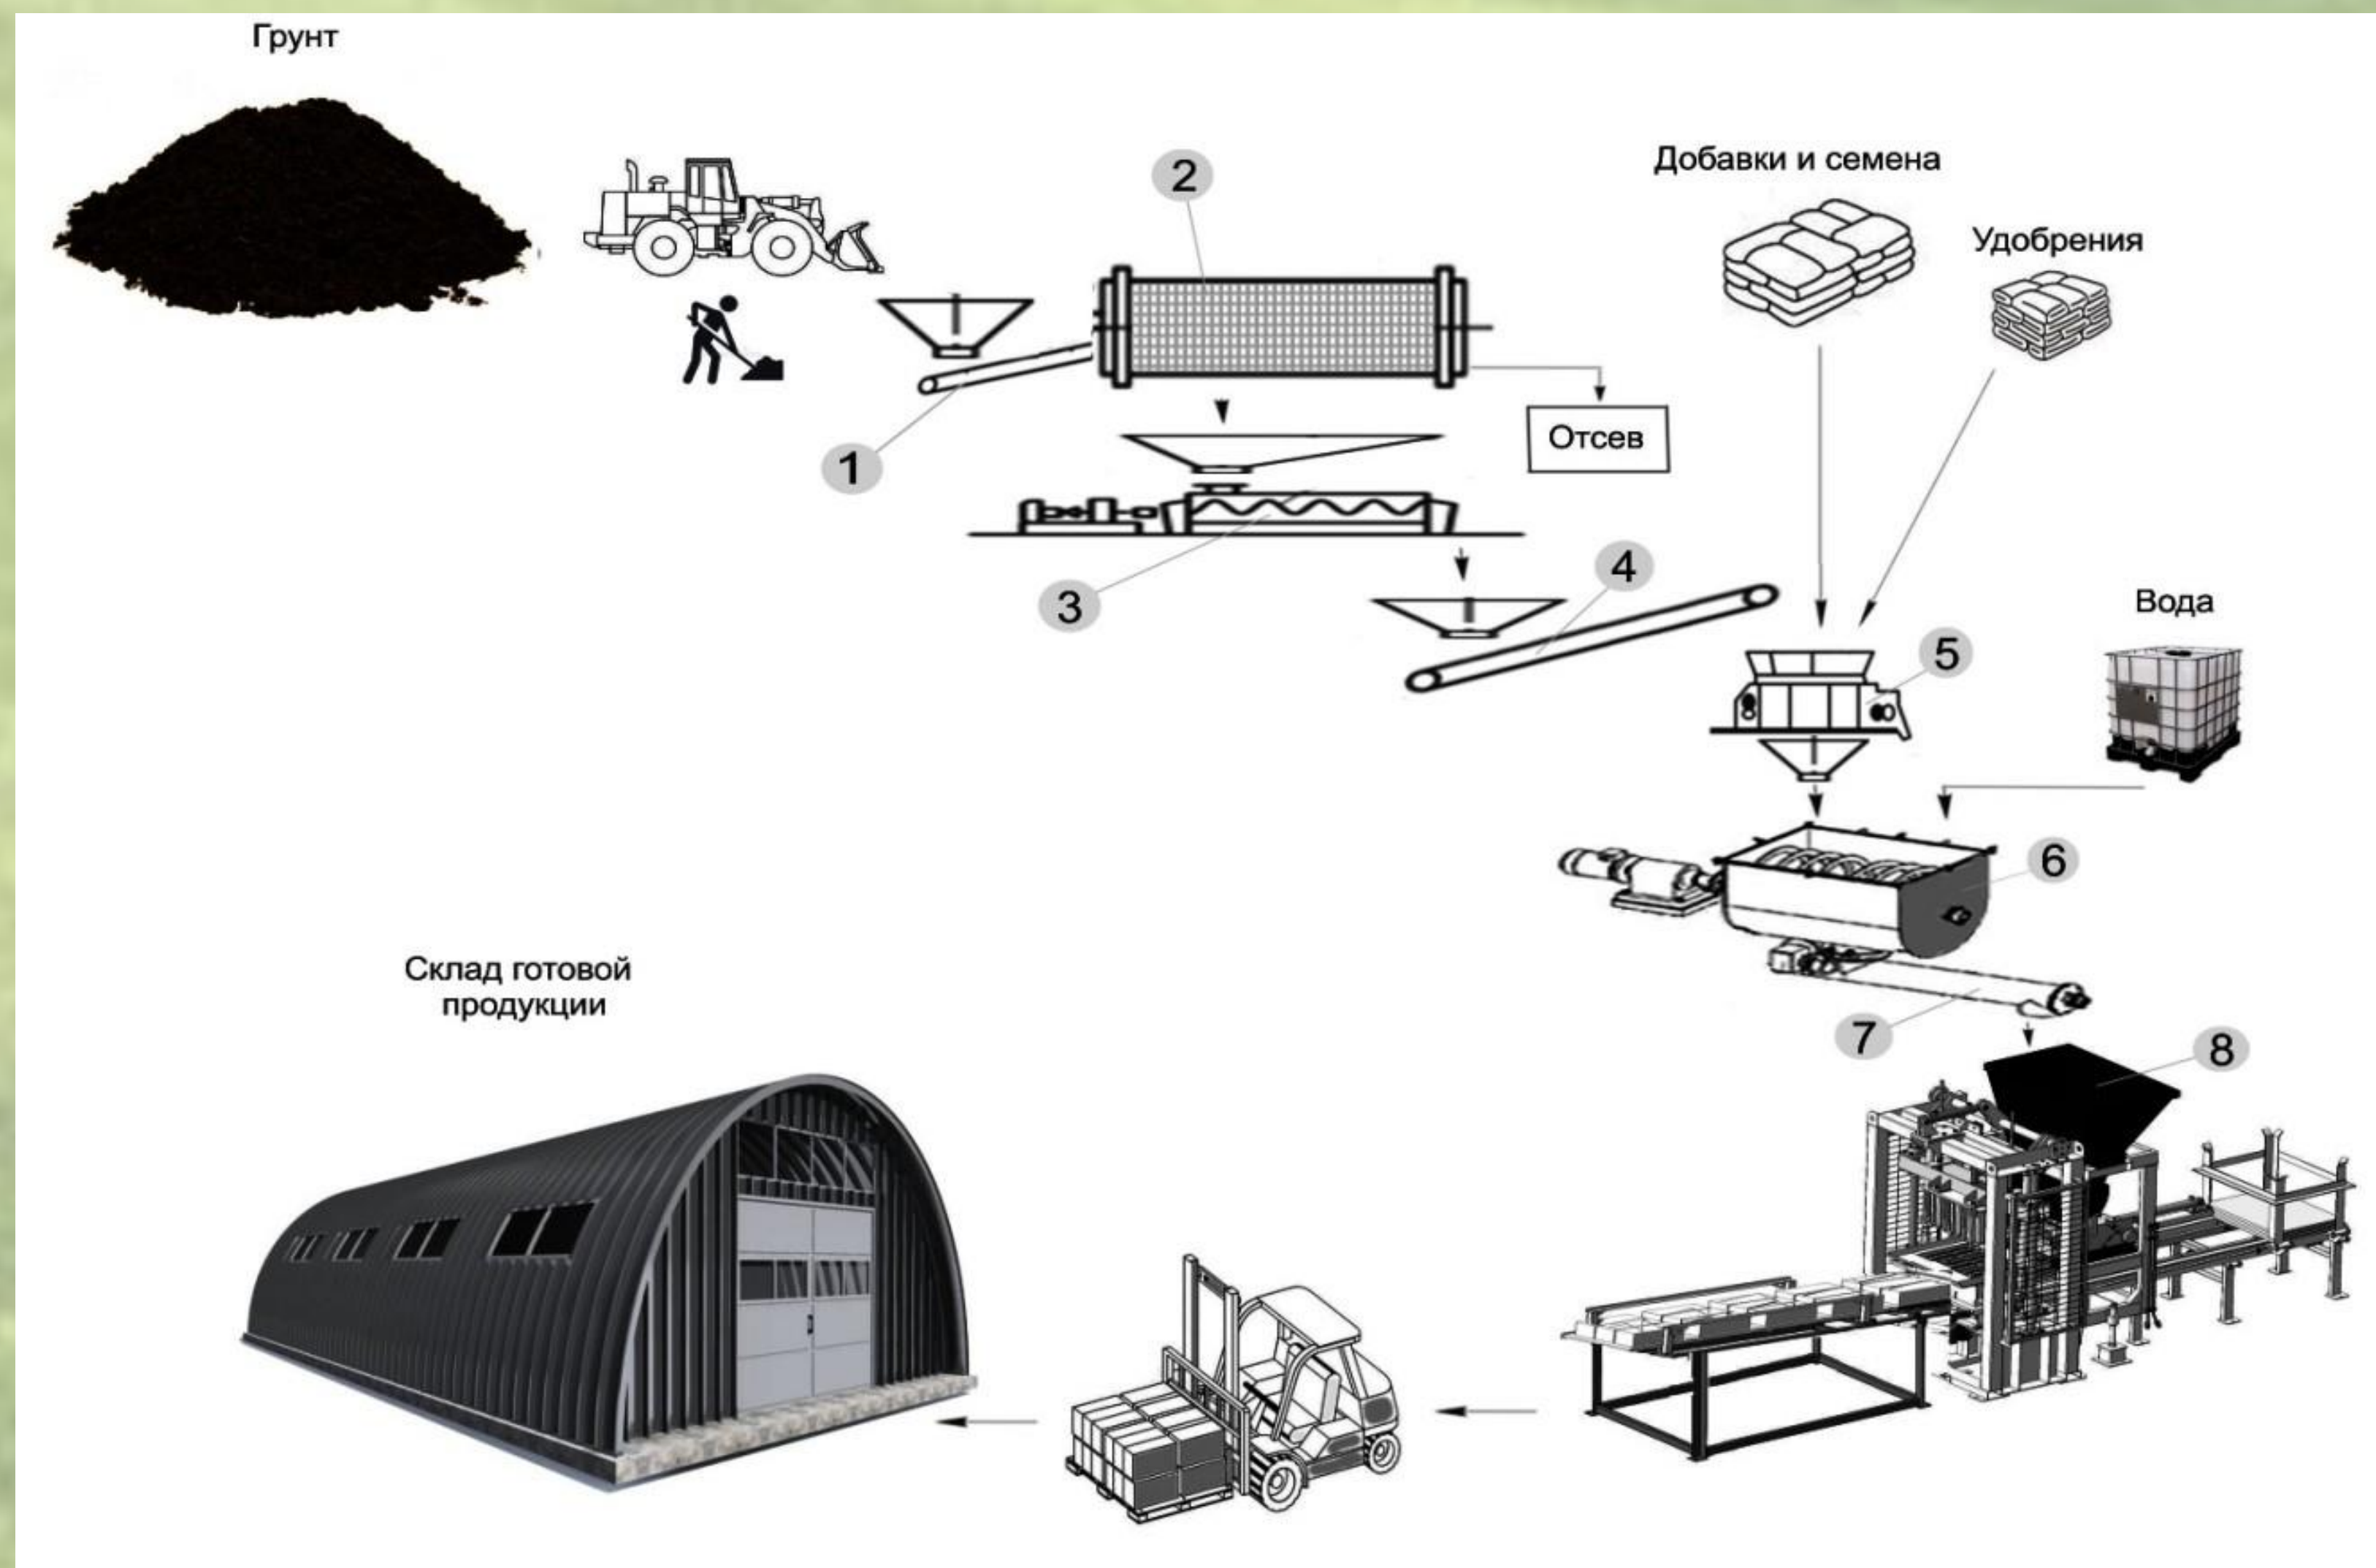 Грунт
2
Добавки и семена
Удобрения
Отсев
1
4
3
Вода
5
6
Склад готовой
продукции
7
8